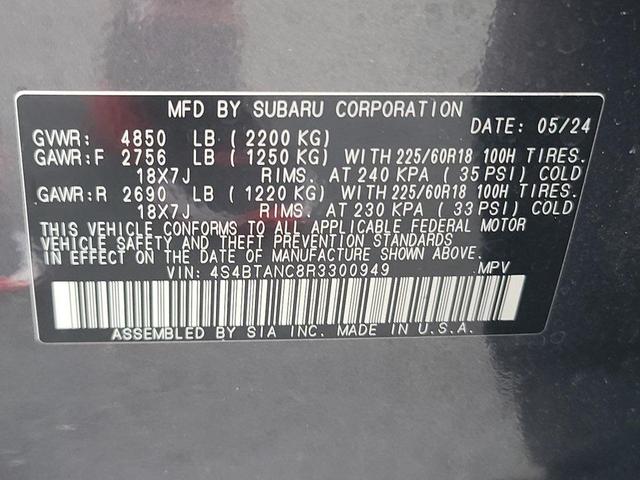 MFD BY SUBARU CORPORATION
DATE: 05/24
GVWR: 4850 LB (2200 KG)
GAWR:F 2756 LB (1250 KG) WITH 225/60R18 100H TIRES.
18X7J RIMS. AT 240 KPA (35 PSI) COLD
GAWR:R 2690 LB (1220 KG) WITH 225/60R18 100H TIRES.
18X7J RIMS. AT 230 KPA (33 PSI) COLD
THIS VEHICLE CONFORMS TO ALL APPLICABLE FEDERAL MOTOR
VEHICLE SAFETY AND THEFT PREVENTION STANDARDS
IN EFFECT ON THE DATE OF MANUFACTURE SHOWN ABOVE.
VIN: 4S4BTANC8R3300949 MPV
ASSEMBLED BY SIA INC. MADE IN U.S.A.